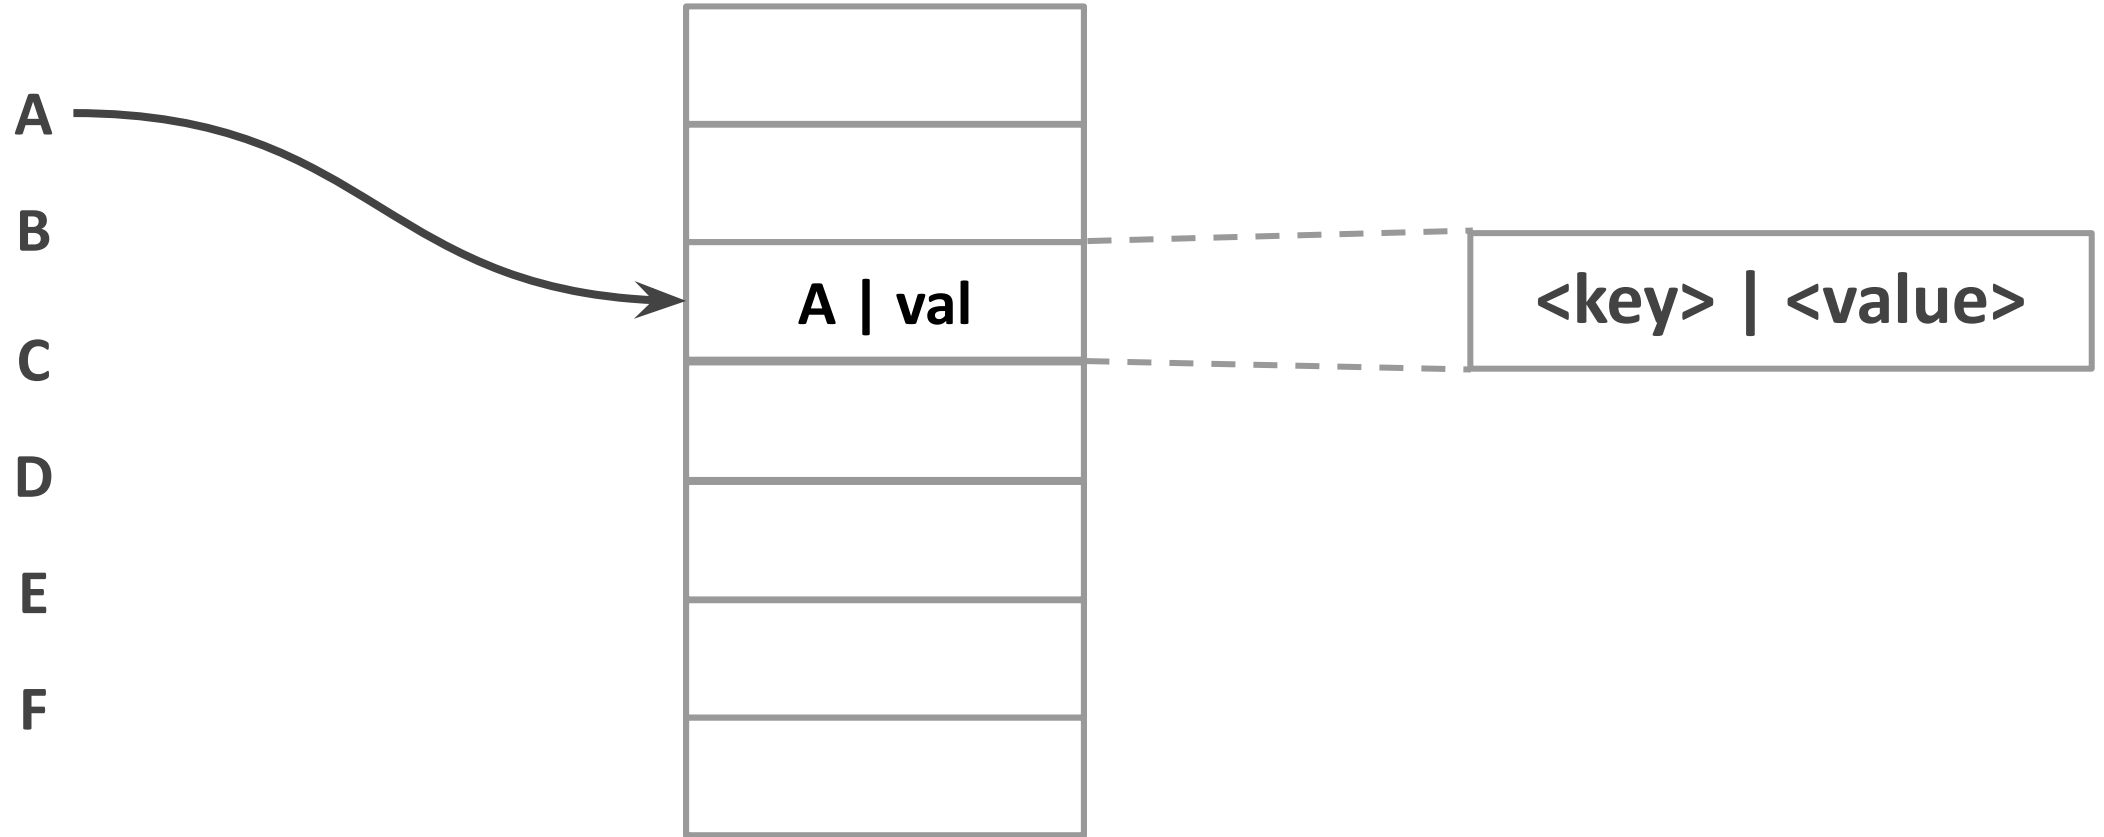 A
B
C
D
E
F
A | val
<key> | <value>